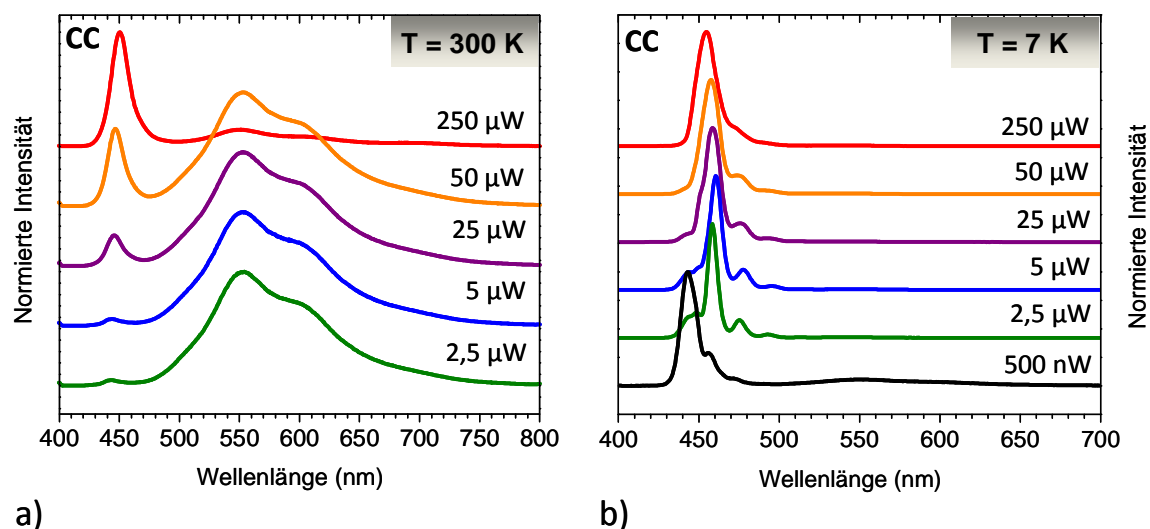 CC
T = 300 K
250 µW
50 µW
25 µW
5 µW
2,5 µW
Normierte Intensität
400 450 500 550 600 650 700 750 800
Wellenlänge (nm)
a)
CC
T = 7 K
250 µW
50 µW
25 µW
5 µW
2,5 µW
500 nW
Normierte Intensität
400 450 500 550 600 650 700
Wellenlänge (nm)
b)